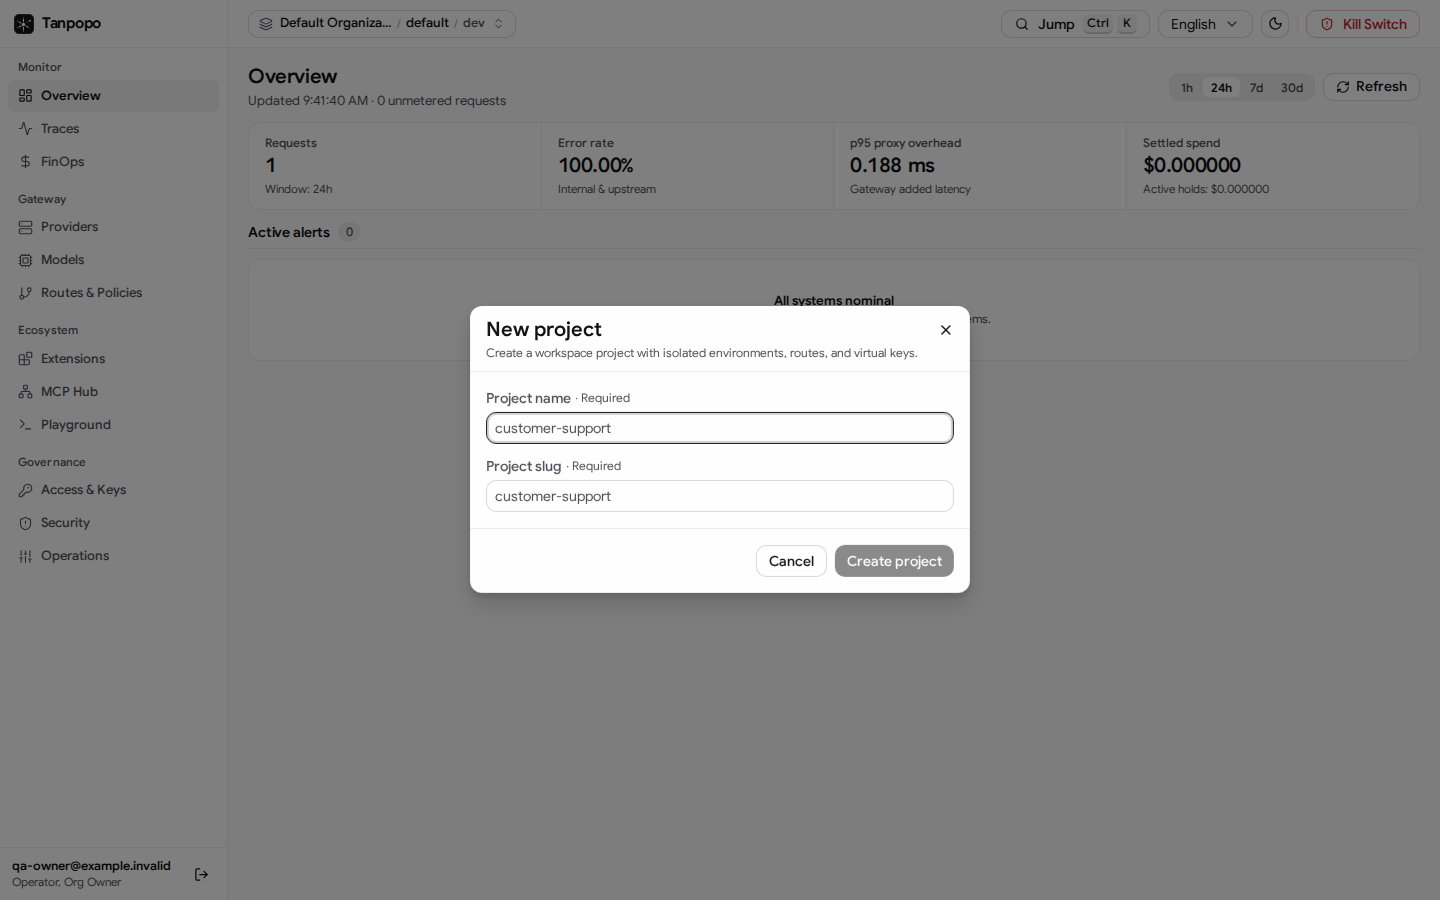 Tanpopo
Default Organiza... / default / dev
Jump Ctrl K
English
Kill Switch
Monitor
Overview
Traces
FinOps
Gateway
Providers
Models
Routes & Policies
Ecosystem
Extensions
MCP Hub
Playground
Governance
Access & Keys
Security
Operations
qa-owner@example.invalid
Operator, Org Owner
Overview
Updated 9:41:40 AM · 0 unmetered requests
1h 24h 7d 30d
Refresh
Requests
1
Window: 24h
Error rate
100.00%
Internal & upstream
p95 proxy overhead
0.188 ms
Gateway added latency
Settled spend
$0.000000
Active holds: $0.000000
Active alerts 0
All systems nominal
New project
Create a workspace project with isolated environments, routes, and virtual keys.
Project name · Required
customer-support
Project slug · Required
customer-support
Cancel
Create project